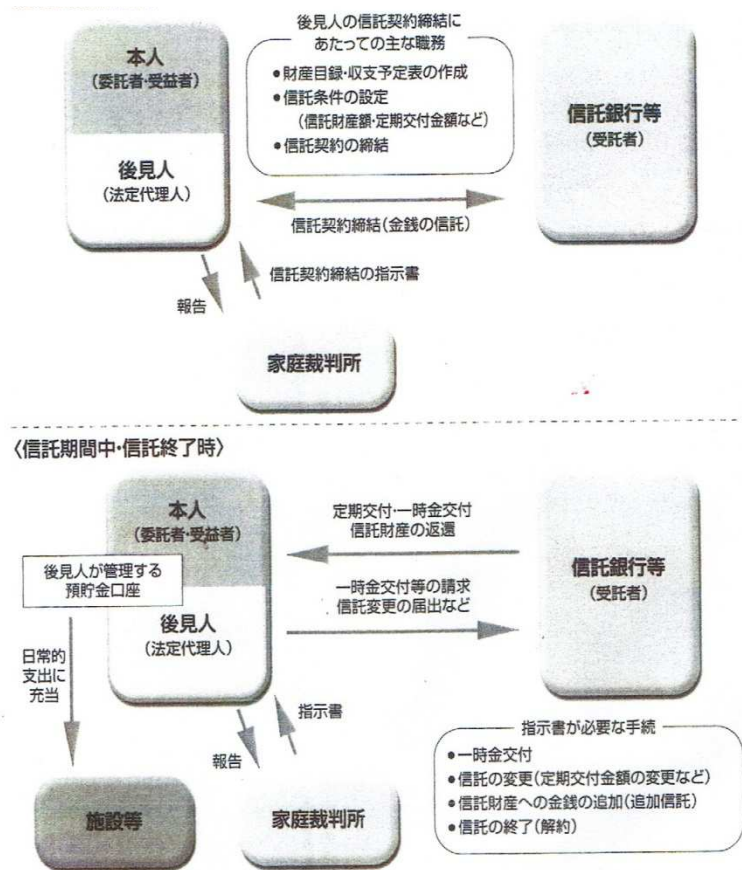 後見人の信託契約締結に
あたっての主な職務
●財産目録・収支予定表の作成
●信託条件の設定
(信託財産額・定期交付金額など)
●信託契約の締結
本人
(委託者・受益者)
後見人
(法定代理人)
信託銀行等
(受託者)
信託契約締結(金銭の信託)
信託契約締結の指示書
報告
家庭裁判所
〈信託期間中・信託終了時〉
本人
(委託者・受益者)
後見人が管理する
預貯金口座
後見人
(法定代理人)
定期交付・一時金交付
信託財産の返還
一時金交付等の請求
信託変更の届出など
信託銀行等
(受託者)
日常的
支出に
充当
指示書
報告
施設等
家庭裁判所
指示書が必要な手続
●一時金交付
●信託の変更(定期交付金額の変更など)
●信託財産への金銭の追加(追加信託)
●信託の終了(解約)